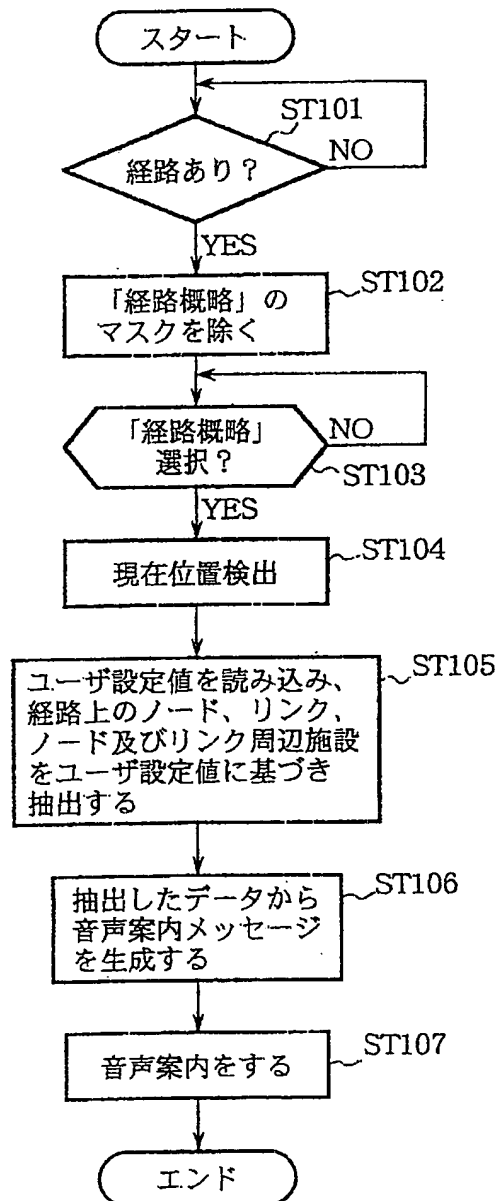 スタート
ST101
経路あり?
NO
YES
ST102
「経路概略」の
マスクを除く
「経路概略」
選択?
NO
ST103
YES
ST104
現在位置検出
ST105
ユーザ設定値を読み込み、
経路上のノード、リンク、
ノード及びリンク周辺施設
をユーザ設定値に基づき
抽出する
ST106
抽出したデータから
音声案内メッセージ
を生成する
ST107
音声案内をする
エンド